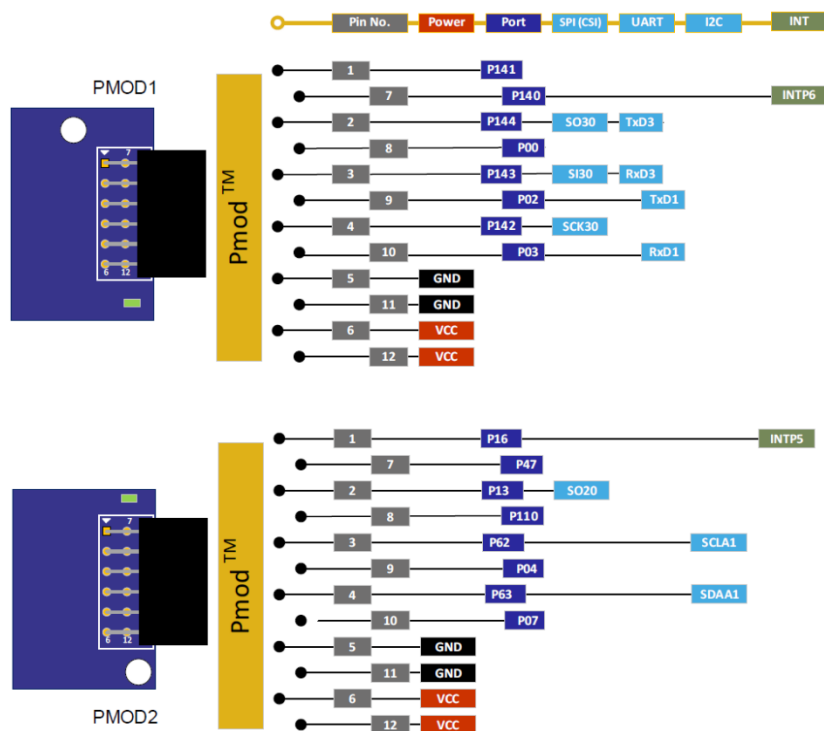 Pin No. Power Port SPI (CSI) UART I2C INT
PMOD1
Pmod™
7
6 12
1 P141
7 P140 INTP6
2 P144 SO30 TxD3
8 P00
3 P143 SI30 RxD3
9 P02 TxD1
4 P142 SCK30
10 P03 RxD1
5 GND
11 GND
6 VCC
12 VCC
1 P16 INTP5
7 P47
2 P13 SO20
8 P110
3 P62 SCLA1
9 P04
4 P63 SDAA1
10 P07
5 GND
11 GND
6 VCC
12 VCC
7
6 12
Pmod™
PMOD2